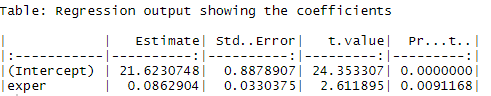 Table: Regression output showing the coefficients
|            |   Estimate| Std..Error|   t.value|  Pr...t..|
|:-----------|----------:|----------:|---------:|---------:|
|(Intercept) | 21.6230748|  0.8878907| 24.353307| 0.0000000|
|exper       |  0.0862904|  0.0330375|  2.611895| 0.0091168|